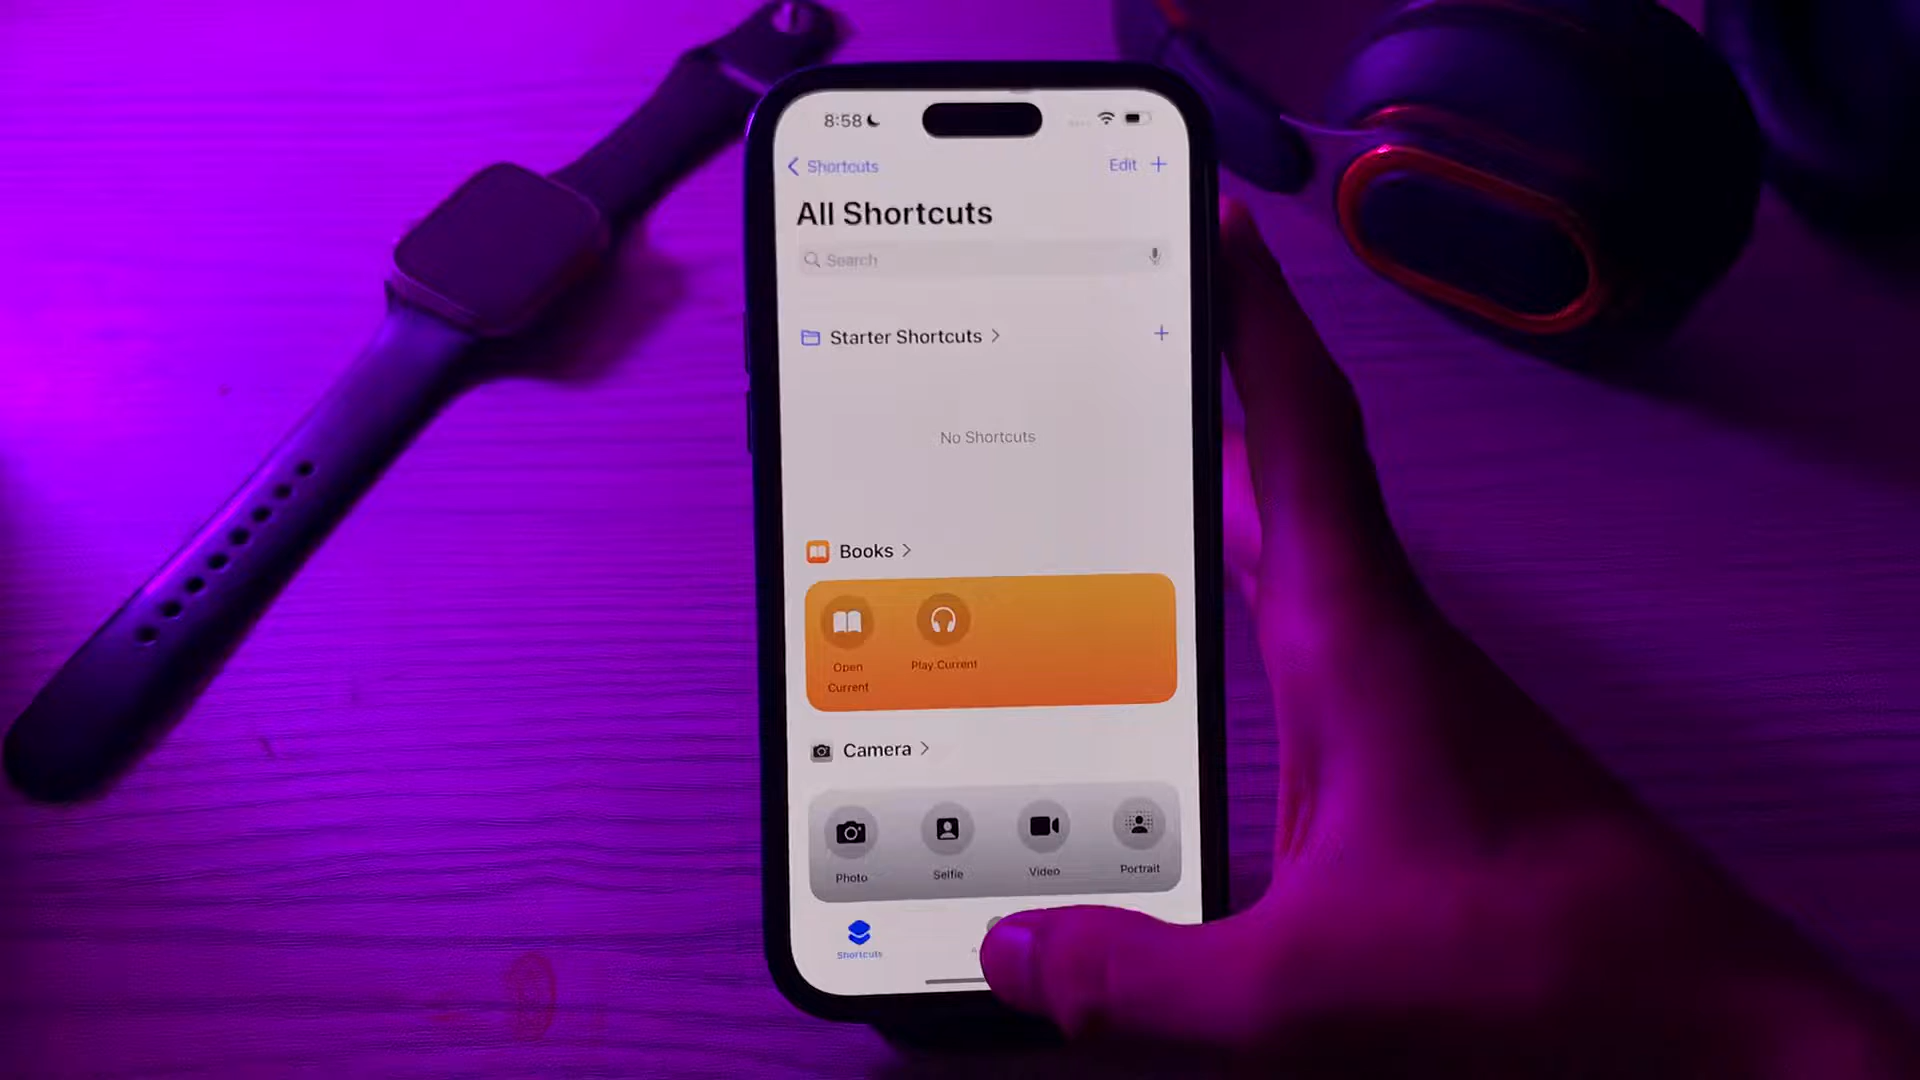 8:58
Shortcuts
Edit
All Shortcuts
Search
Starter Shortcuts
No Shortcuts
Books
Open
Current
Play Current
Camera
Photo
Selfie
Video
Portrait
Shortcuts